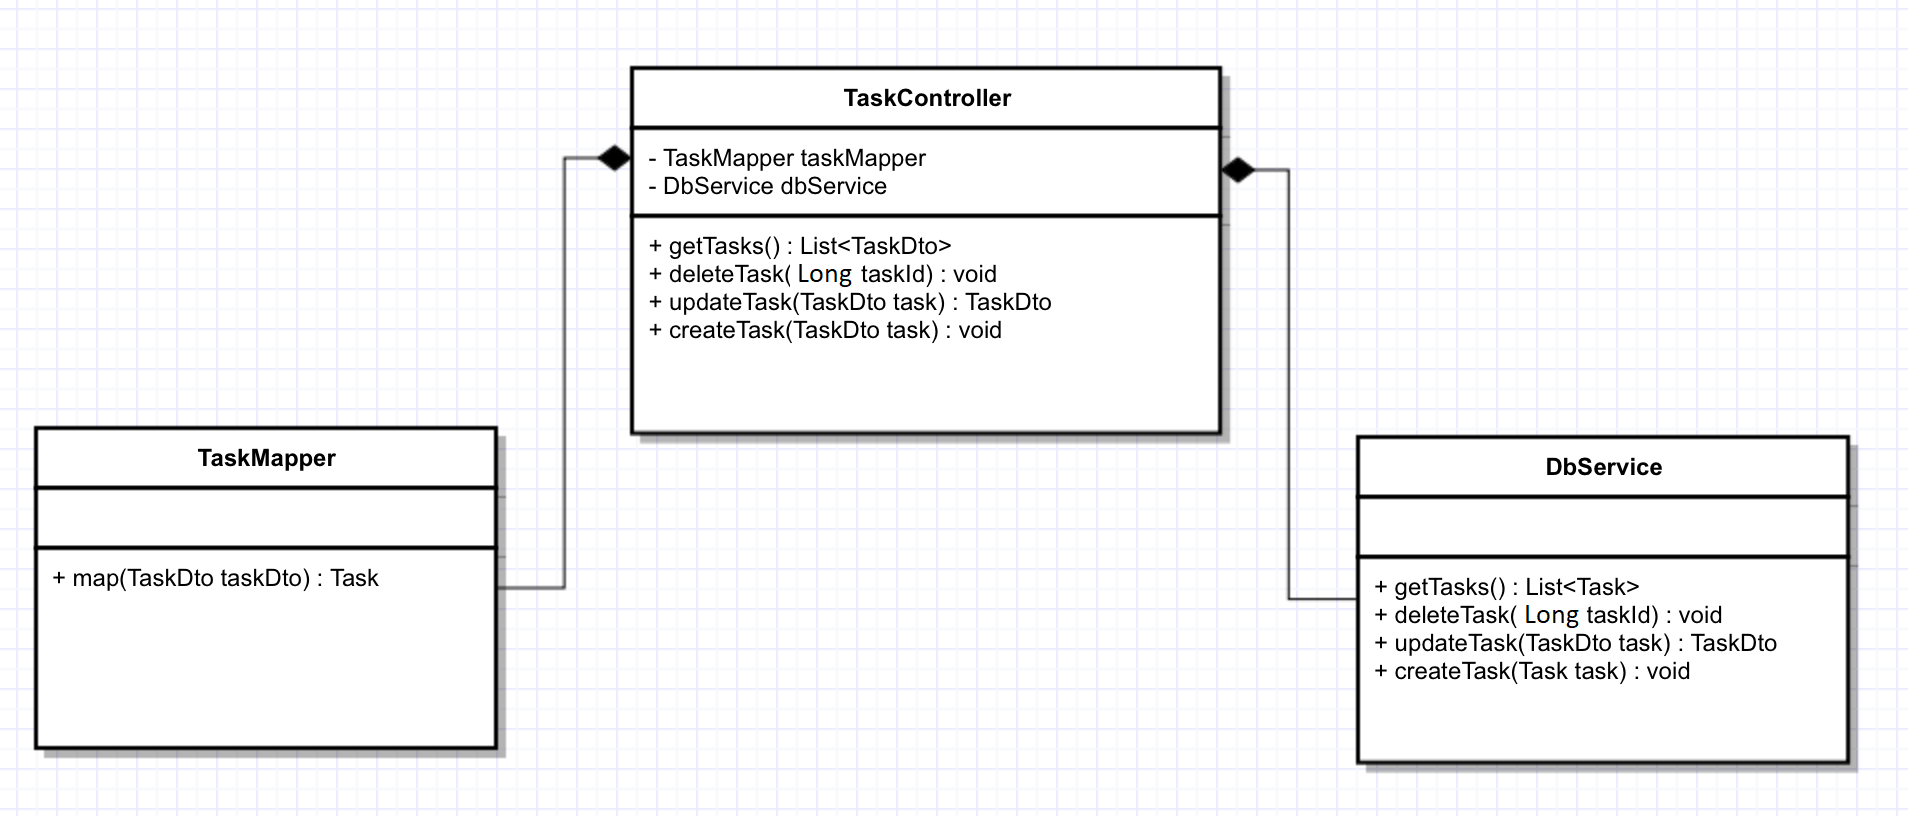 TaskController
- TaskMapper taskMapper
- DbService dbService
+ getTasks() : List<TaskDto>
+ deleteTask( Long taskId) : void
+ updateTask(TaskDto task) : TaskDto
+ createTask(TaskDto task) : void
TaskMapper
+ map(TaskDto taskDto) : Task
DbService
+ getTasks() : List<Task>
+ deleteTask( Long taskId) : void
+ updateTask(TaskDto task) : TaskDto
+ createTask(Task task) : void